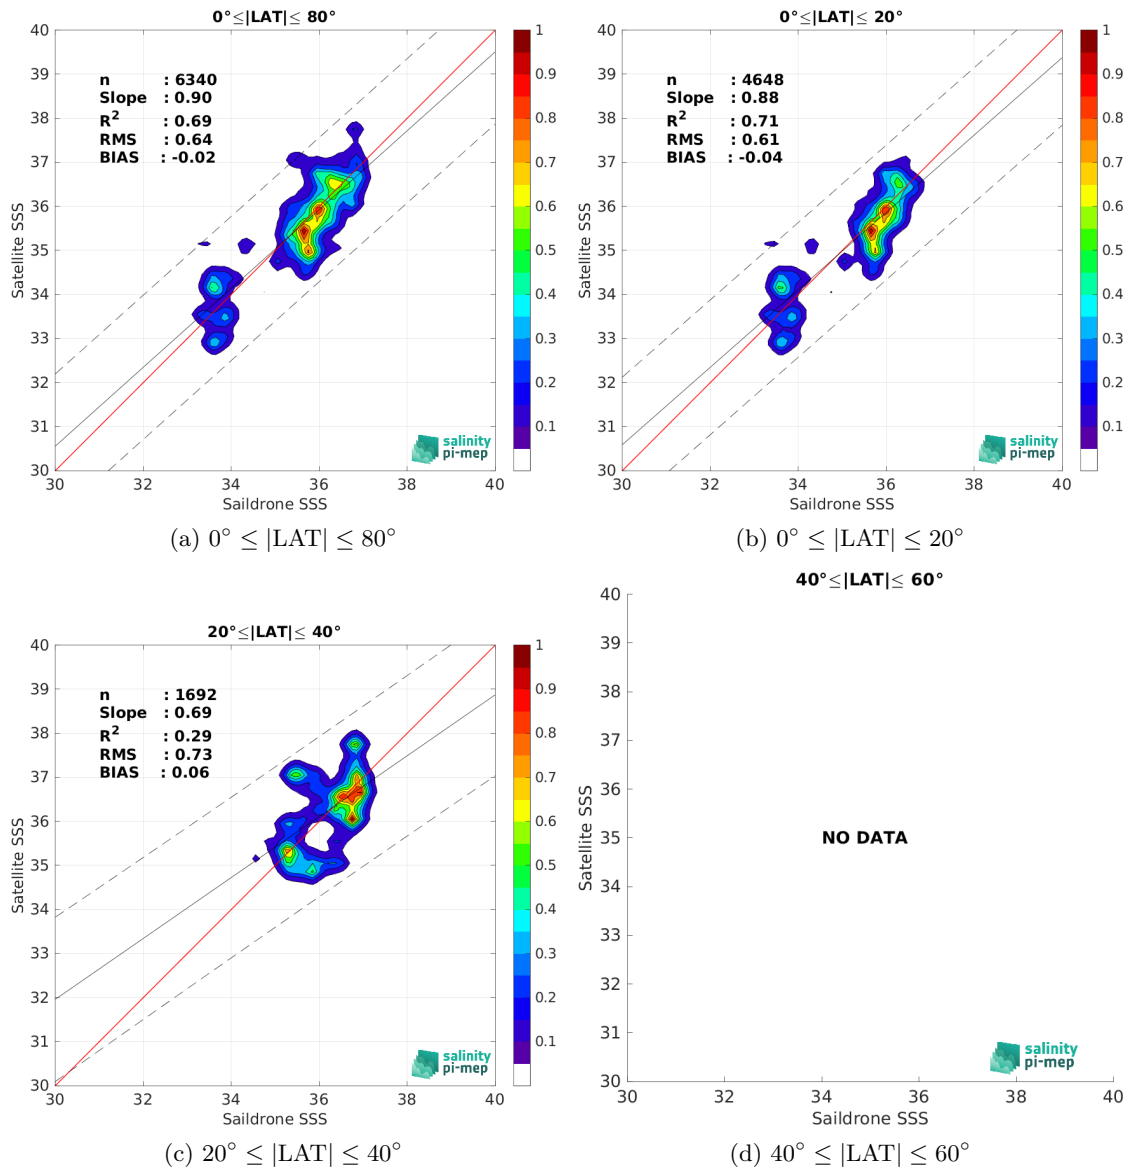 0°≤|LAT|≤ 80°
n : 6340
Slope : 0.90
R² : 0.69
RMS : 0.64
BIAS : -0.02
40
39
38
37
36
35
34
33
32
31
30
30 32 34 36 38 40
Satellite SSS
Saildrone SSS
1
0.9
0.8
0.7
0.6
0.5
0.4
0.3
0.2
0.1
salinity
pi-mep
(a) 0° ≤ |LAT| ≤ 80°
0°≤|LAT|≤ 20°
n : 4648
Slope : 0.88
R² : 0.71
RMS : 0.61
BIAS : -0.04
40
39
38
37
36
35
34
33
32
31
30
30 32 34 36 38 40
Satellite SSS
Saildrone SSS
1
0.9
0.8
0.7
0.6
0.5
0.4
0.3
0.2
0.1
salinity
pi-mep
(b) 0° ≤ |LAT| ≤ 20°
20°≤|LAT|≤ 40°
n : 1692
Slope : 0.69
R² : 0.29
RMS : 0.73
BIAS : 0.06
40
39
38
37
36
35
34
33
32
31
30
30 32 34 36 38 40
Satellite SSS
Saildrone SSS
1
0.9
0.8
0.7
0.6
0.5
0.4
0.3
0.2
0.1
salinity
pi-mep
(c) 20° ≤ |LAT| ≤ 40°
40°≤|LAT|≤ 60°
40
39
38
37
36
35
34
33
32
31
30
30 32 34 36 38 40
NO DATA
Satellite SSS
Saildrone SSS
salinity
pi-mep
(d) 40° ≤ |LAT| ≤ 60°